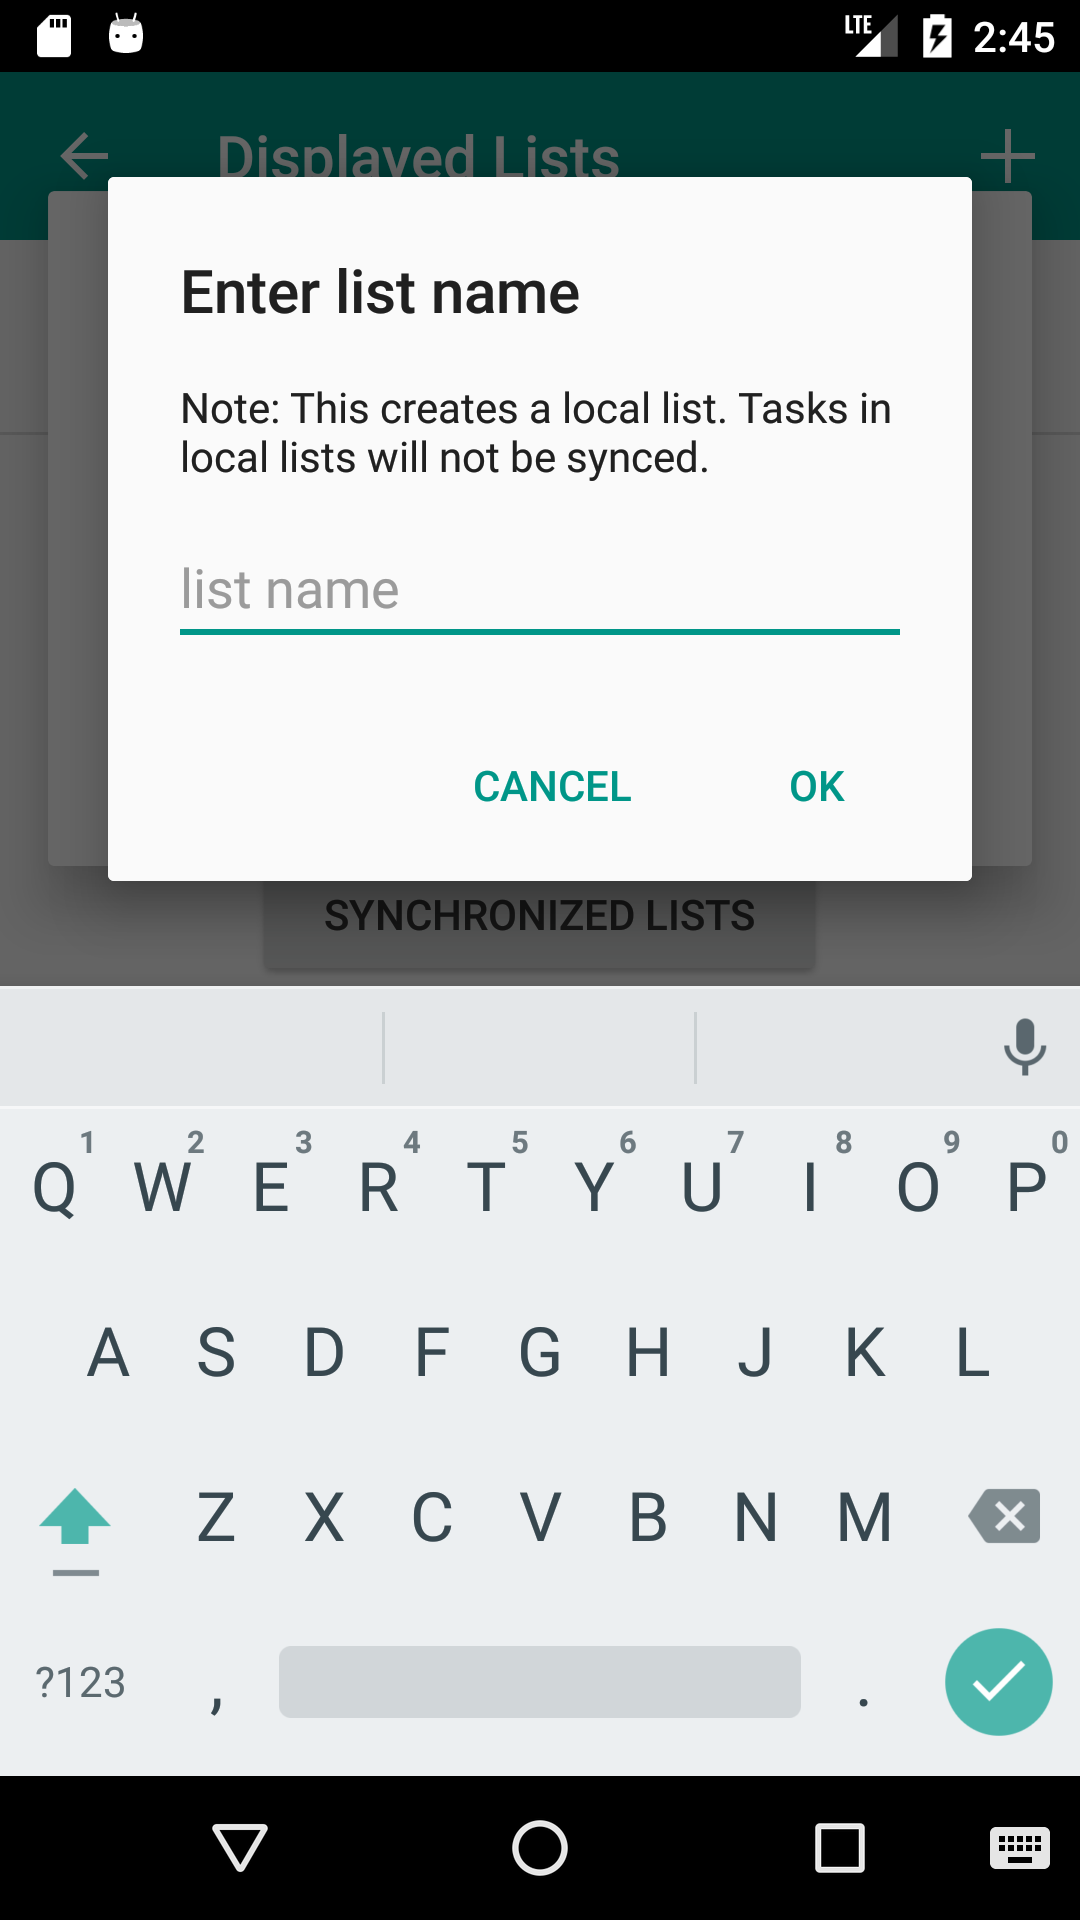 LTE 2:45
Displayed Lists
Enter list name
Note: This creates a local list. Tasks in
local lists will not be synced.
list name
CANCEL OK
SYNCHRONIZED LISTS
1 2 3 4 5 6 7 8 9 0
Q W E R T Y U I O P
A S D F G H J K L
Z X C V B N M
?123 , .